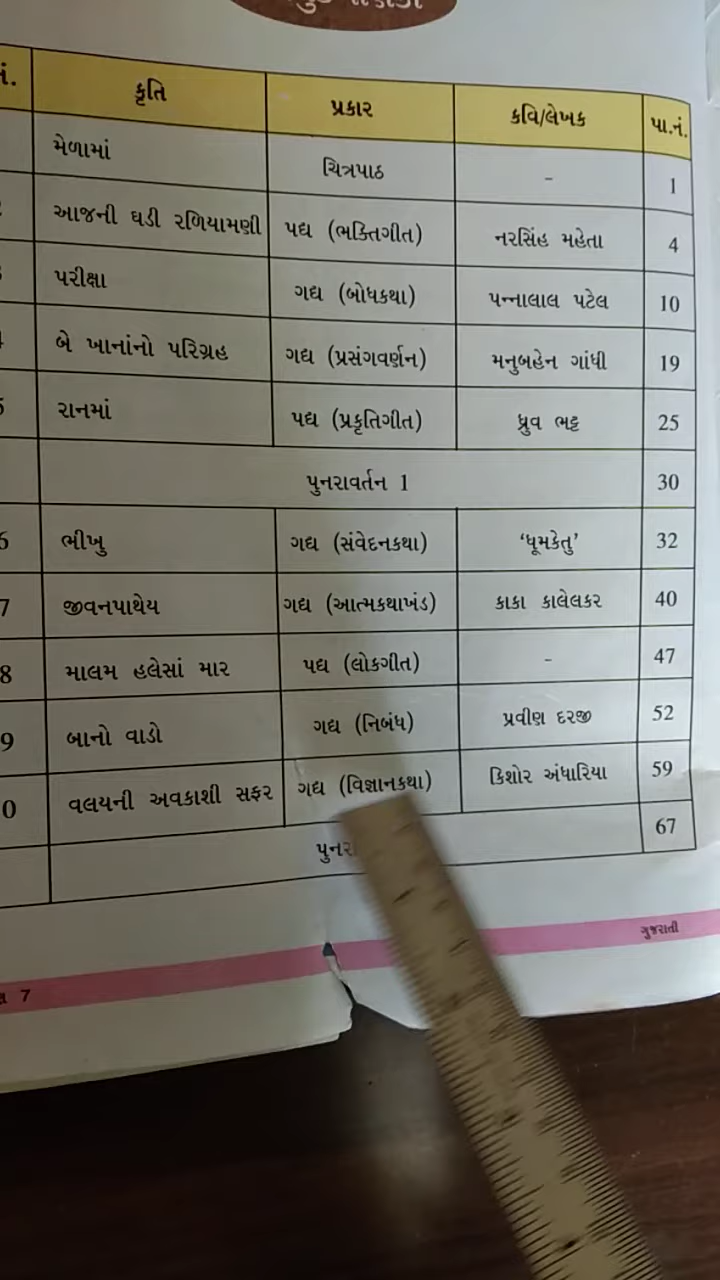 નં. કૃતિ પ્રકાર કવિ/લેખક પા.નં.
મેળામાં ચિત્રપાઠ - 1
આજની ઘડી રળિયામણી પદ્ય (ભક્તિગીત) નરસિંહ મહેતા 4
પરીક્ષા ગદ્ય (બોધકથા) પન્નાલાલ પટેલ 10
બે ખાનાંનો પરિગ્રહ ગદ્ય (પ્રસંગવર્ણન) મનુબહેન ગાંધી 19
5 રાનમાં પદ્ય (પ્રકૃતિગીત) ધ્રુવ ભટ્ટ 25
પુનરાવર્તન 1 30
6 ભીખુ ગદ્ય (સંવેદનકથા) ‘ધૂમકેતુ’ 32
7 જીવનપાથેય ગદ્ય (આત્મકથાખંડ) કાકા કાલેલકર 40
8 માલમ હલેસાં માર પદ્ય (લોકગીત) - 47
9 બાનો વાડો ગદ્ય (નિબંધ) પ્રવીણ દરજી 52
0 વલયની અવકાશી સફર ગદ્ય (વિજ્ઞાનકથા) કિશોર અંધારિયા 59
67
ગુજરાતી
7